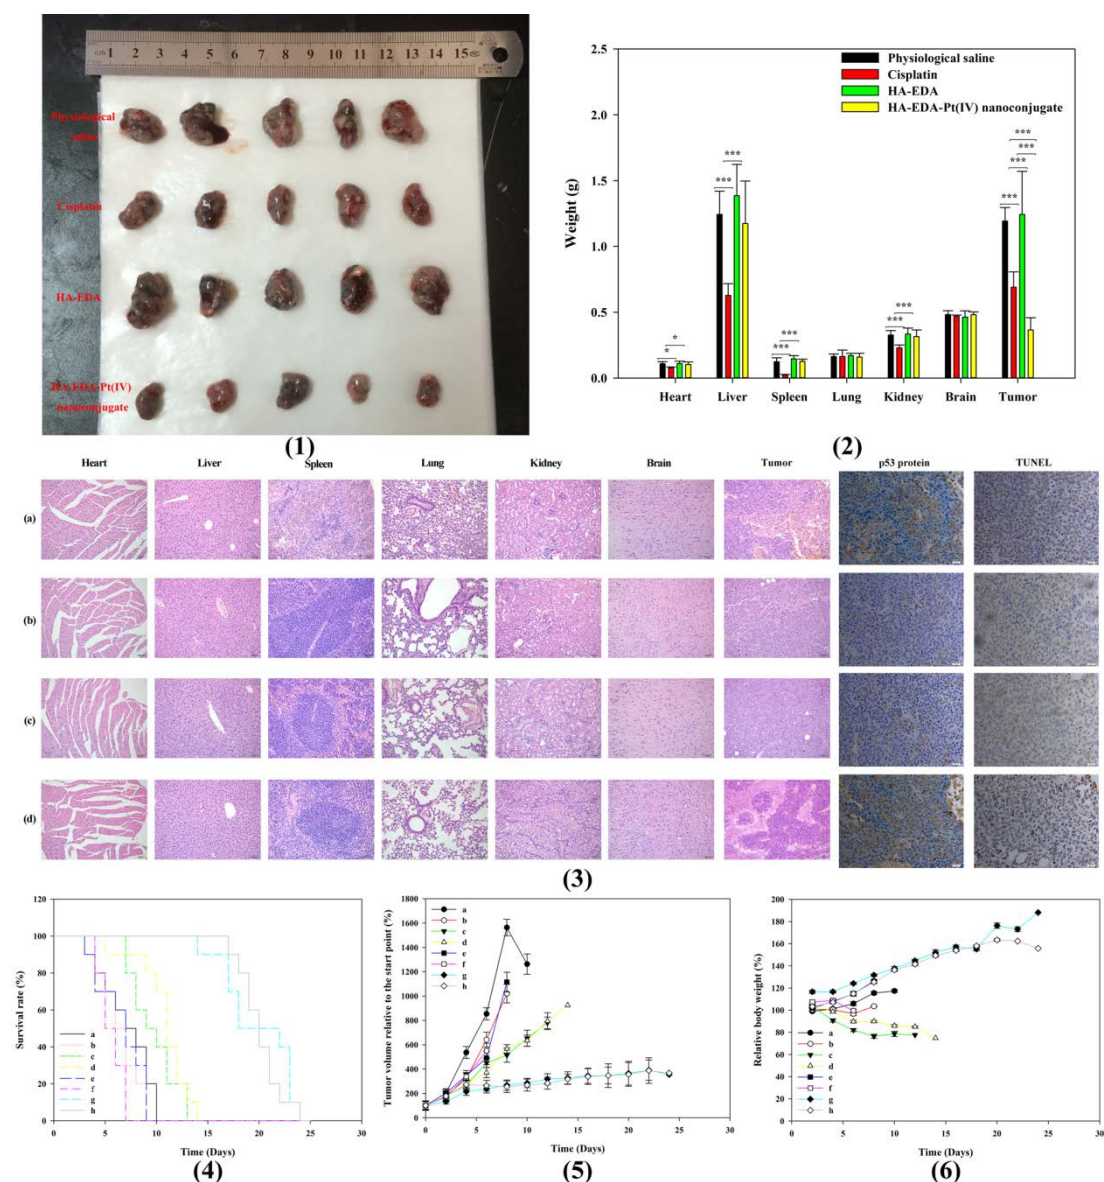 cm 1 2 3 4 5 6 7 8 9 10 11 12 13 14 15
Physiological
saline
Cisplatin
HA-EDA
HA-EDA-Pt(IV)
nanoconjugate
(1)
2.5
2.0
1.5
1.0
0.5
0.0
Weight (g)
Physiological saline
Cisplatin
HA-EDA
HA-EDA-Pt(IV) nanoconjugate
* * *** *** *** *** *** *** *** *** *** ***
Heart Liver Spleen Lung Kidney Brain Tumor
(2)
Heart Liver Spleen Lung Kidney Brain Tumor p53 protein TUNEL
(a)
(b)
(c)
(d)
(3)
120
100
80
60
40
20
0
Survival rate (%)
a
b
c
d
e
f
g
h
0 5 10 15 20 25 30
Time (Days)
(4)
1800
1600
1400
1200
1000
800
600
400
200
0
Tumor volume relative to the start point (%)
a
b
c
d
e
f
g
h
0 5 10 15 20 25 30
Time (Days)
(5)
200
180
160
140
120
100
80
60
40
20
0
Relative body weight (%)
a
b
c
d
e
f
g
h
0 5 10 15 20 25 30
Time (Days)
(6)